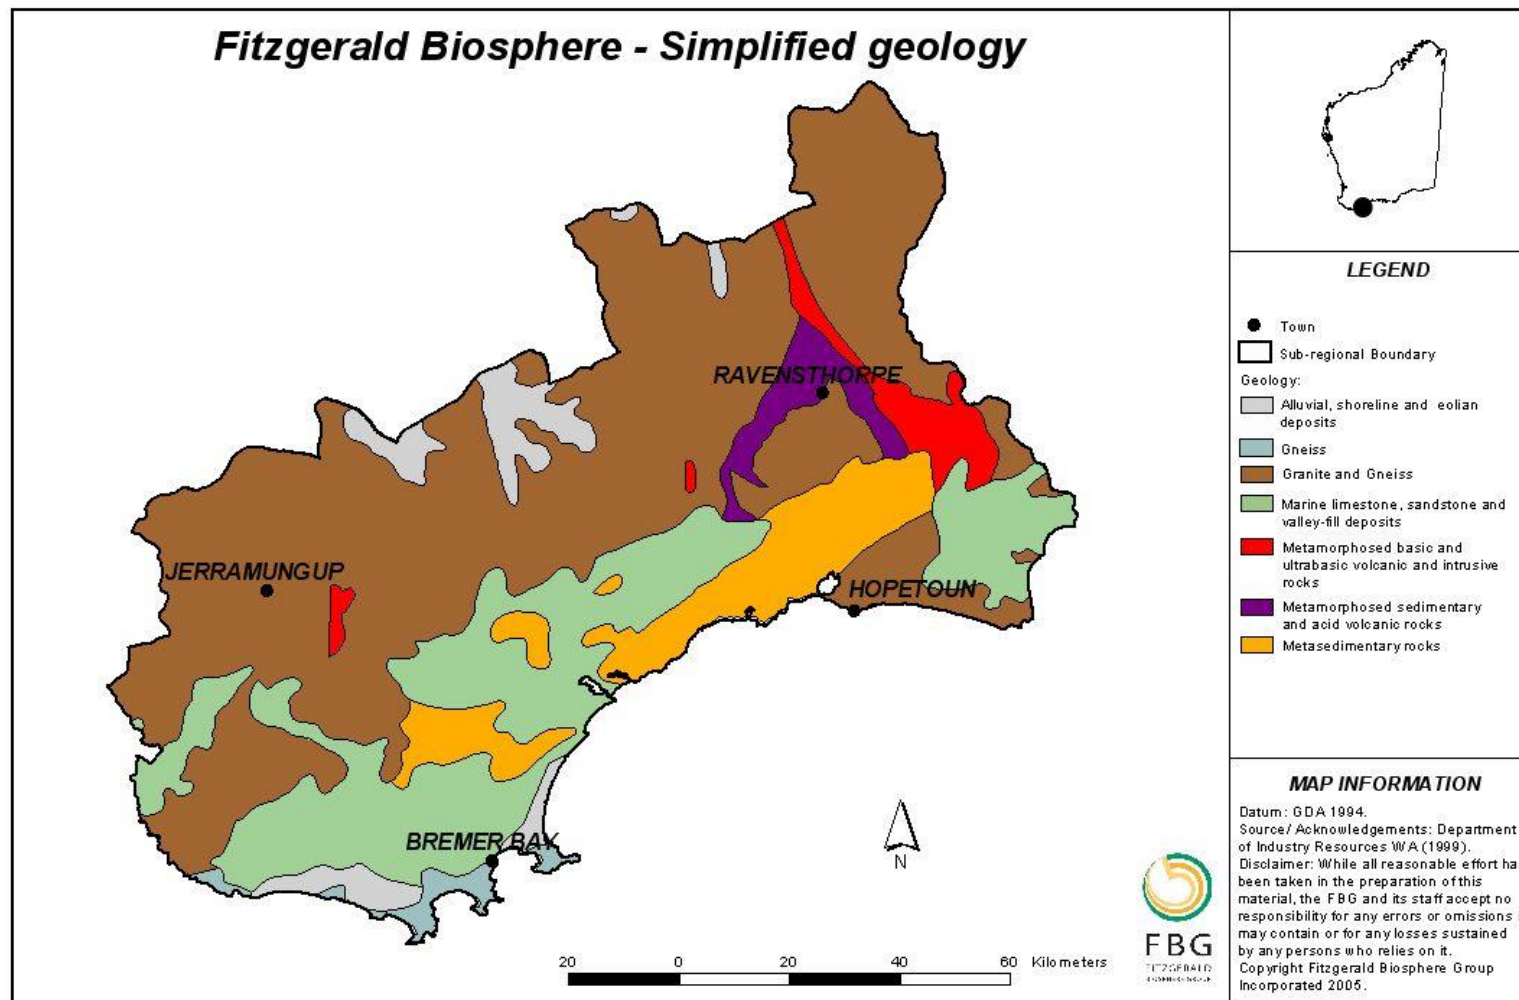 Fitzgerald Biosphere - Simplified geology
RAVENSTHORPE
JERRAMUNGUP
HOPETOUN
BREMER BAY
N
20 0 20 40 60 Kilometers
FBG
FITZGERALD
BIOSPHERE GROUP
LEGEND
Town
Sub-regional Boundary
Geology:
Alluvial, shoreline and eolian
deposits
Gneiss
Granite and Gneiss
Marine limestone, sandstone and
valley-fill deposits
Metamorphosed basic and
ultrabasic volcanic and intrusive
rocks
Metamorphosed sedimentary
and acid volcanic rocks
Metasedimentary rocks
MAP INFORMATION
Datum: GDA 1994.
Source/ Acknowledgements: Department
of Industry Resources WA (1999).
Disclaimer: While all reasonable effort ha
been taken in the preparation of this
material, the FBG and its staff accept no
responsibility for any errors or omissions i
may contain or for any losses sustained
by any persons who relies on it.
Copyright Fitzgerald Biosphere Group
Incorporated 2005.